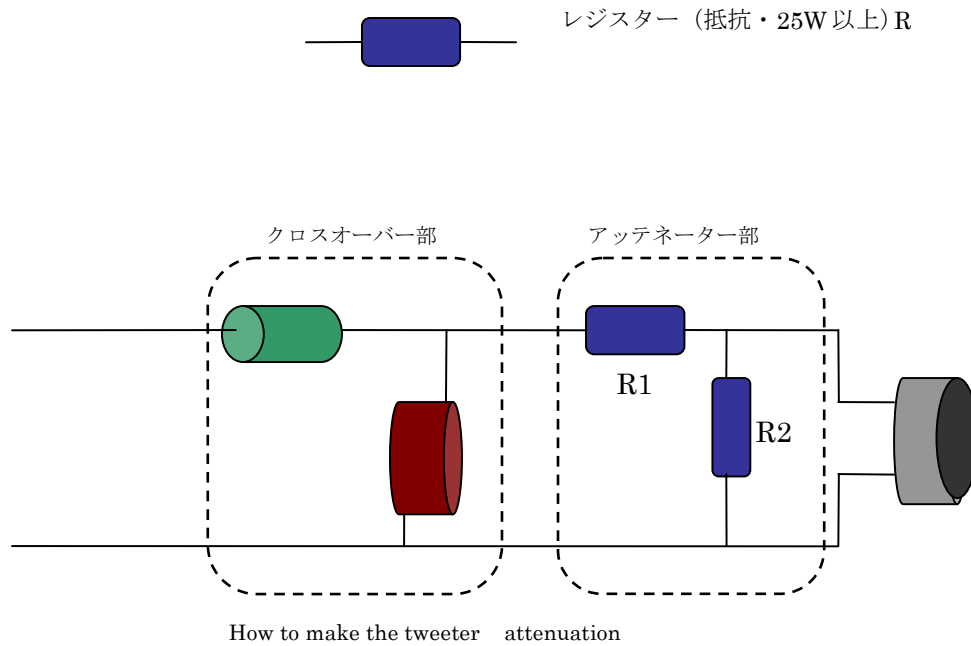 レジスター（抵抗・25W 以上）R
クロスオーバー部
アッテネーター部
R1
R2
How to make the tweeter attenuation